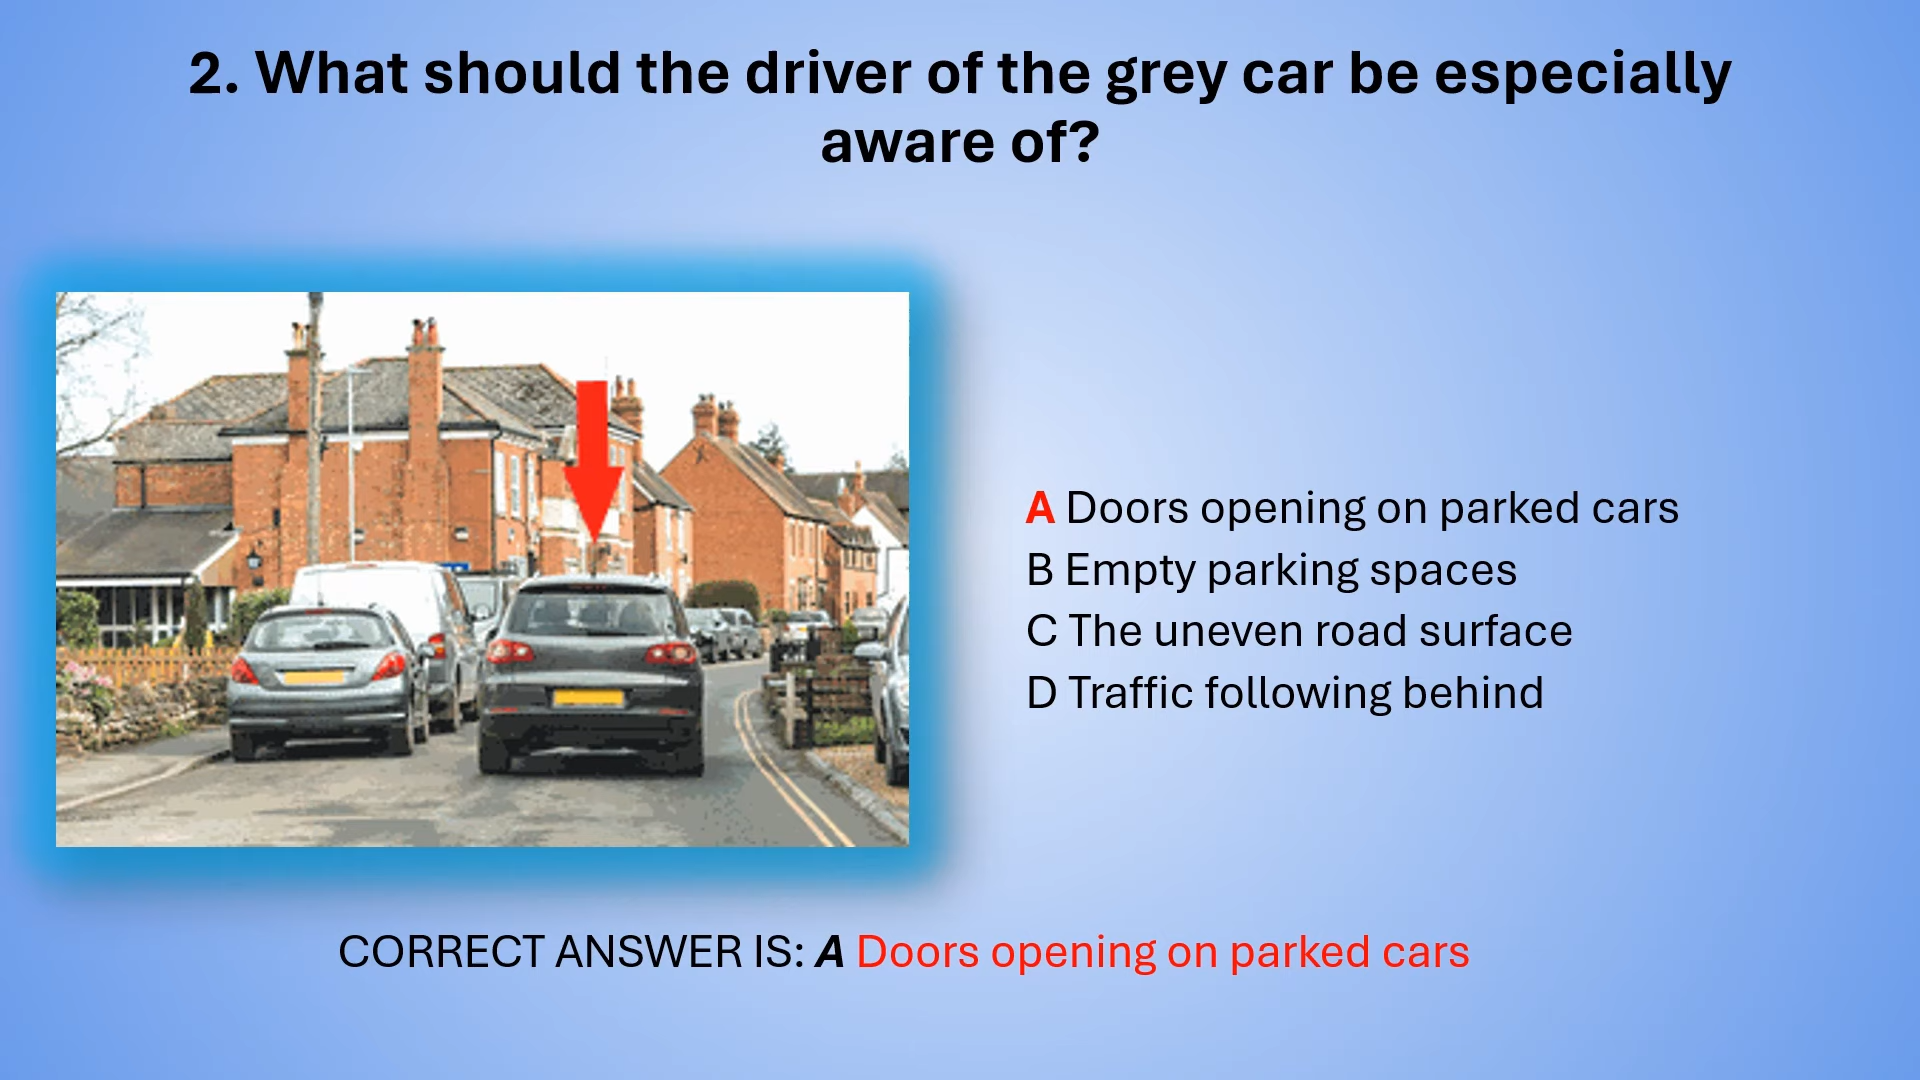 2. What should the driver of the grey car be especially
aware of?
A Doors opening on parked cars
B Empty parking spaces
C The uneven road surface
D Traffic following behind
CORRECT ANSWER IS: A Doors opening on parked cars